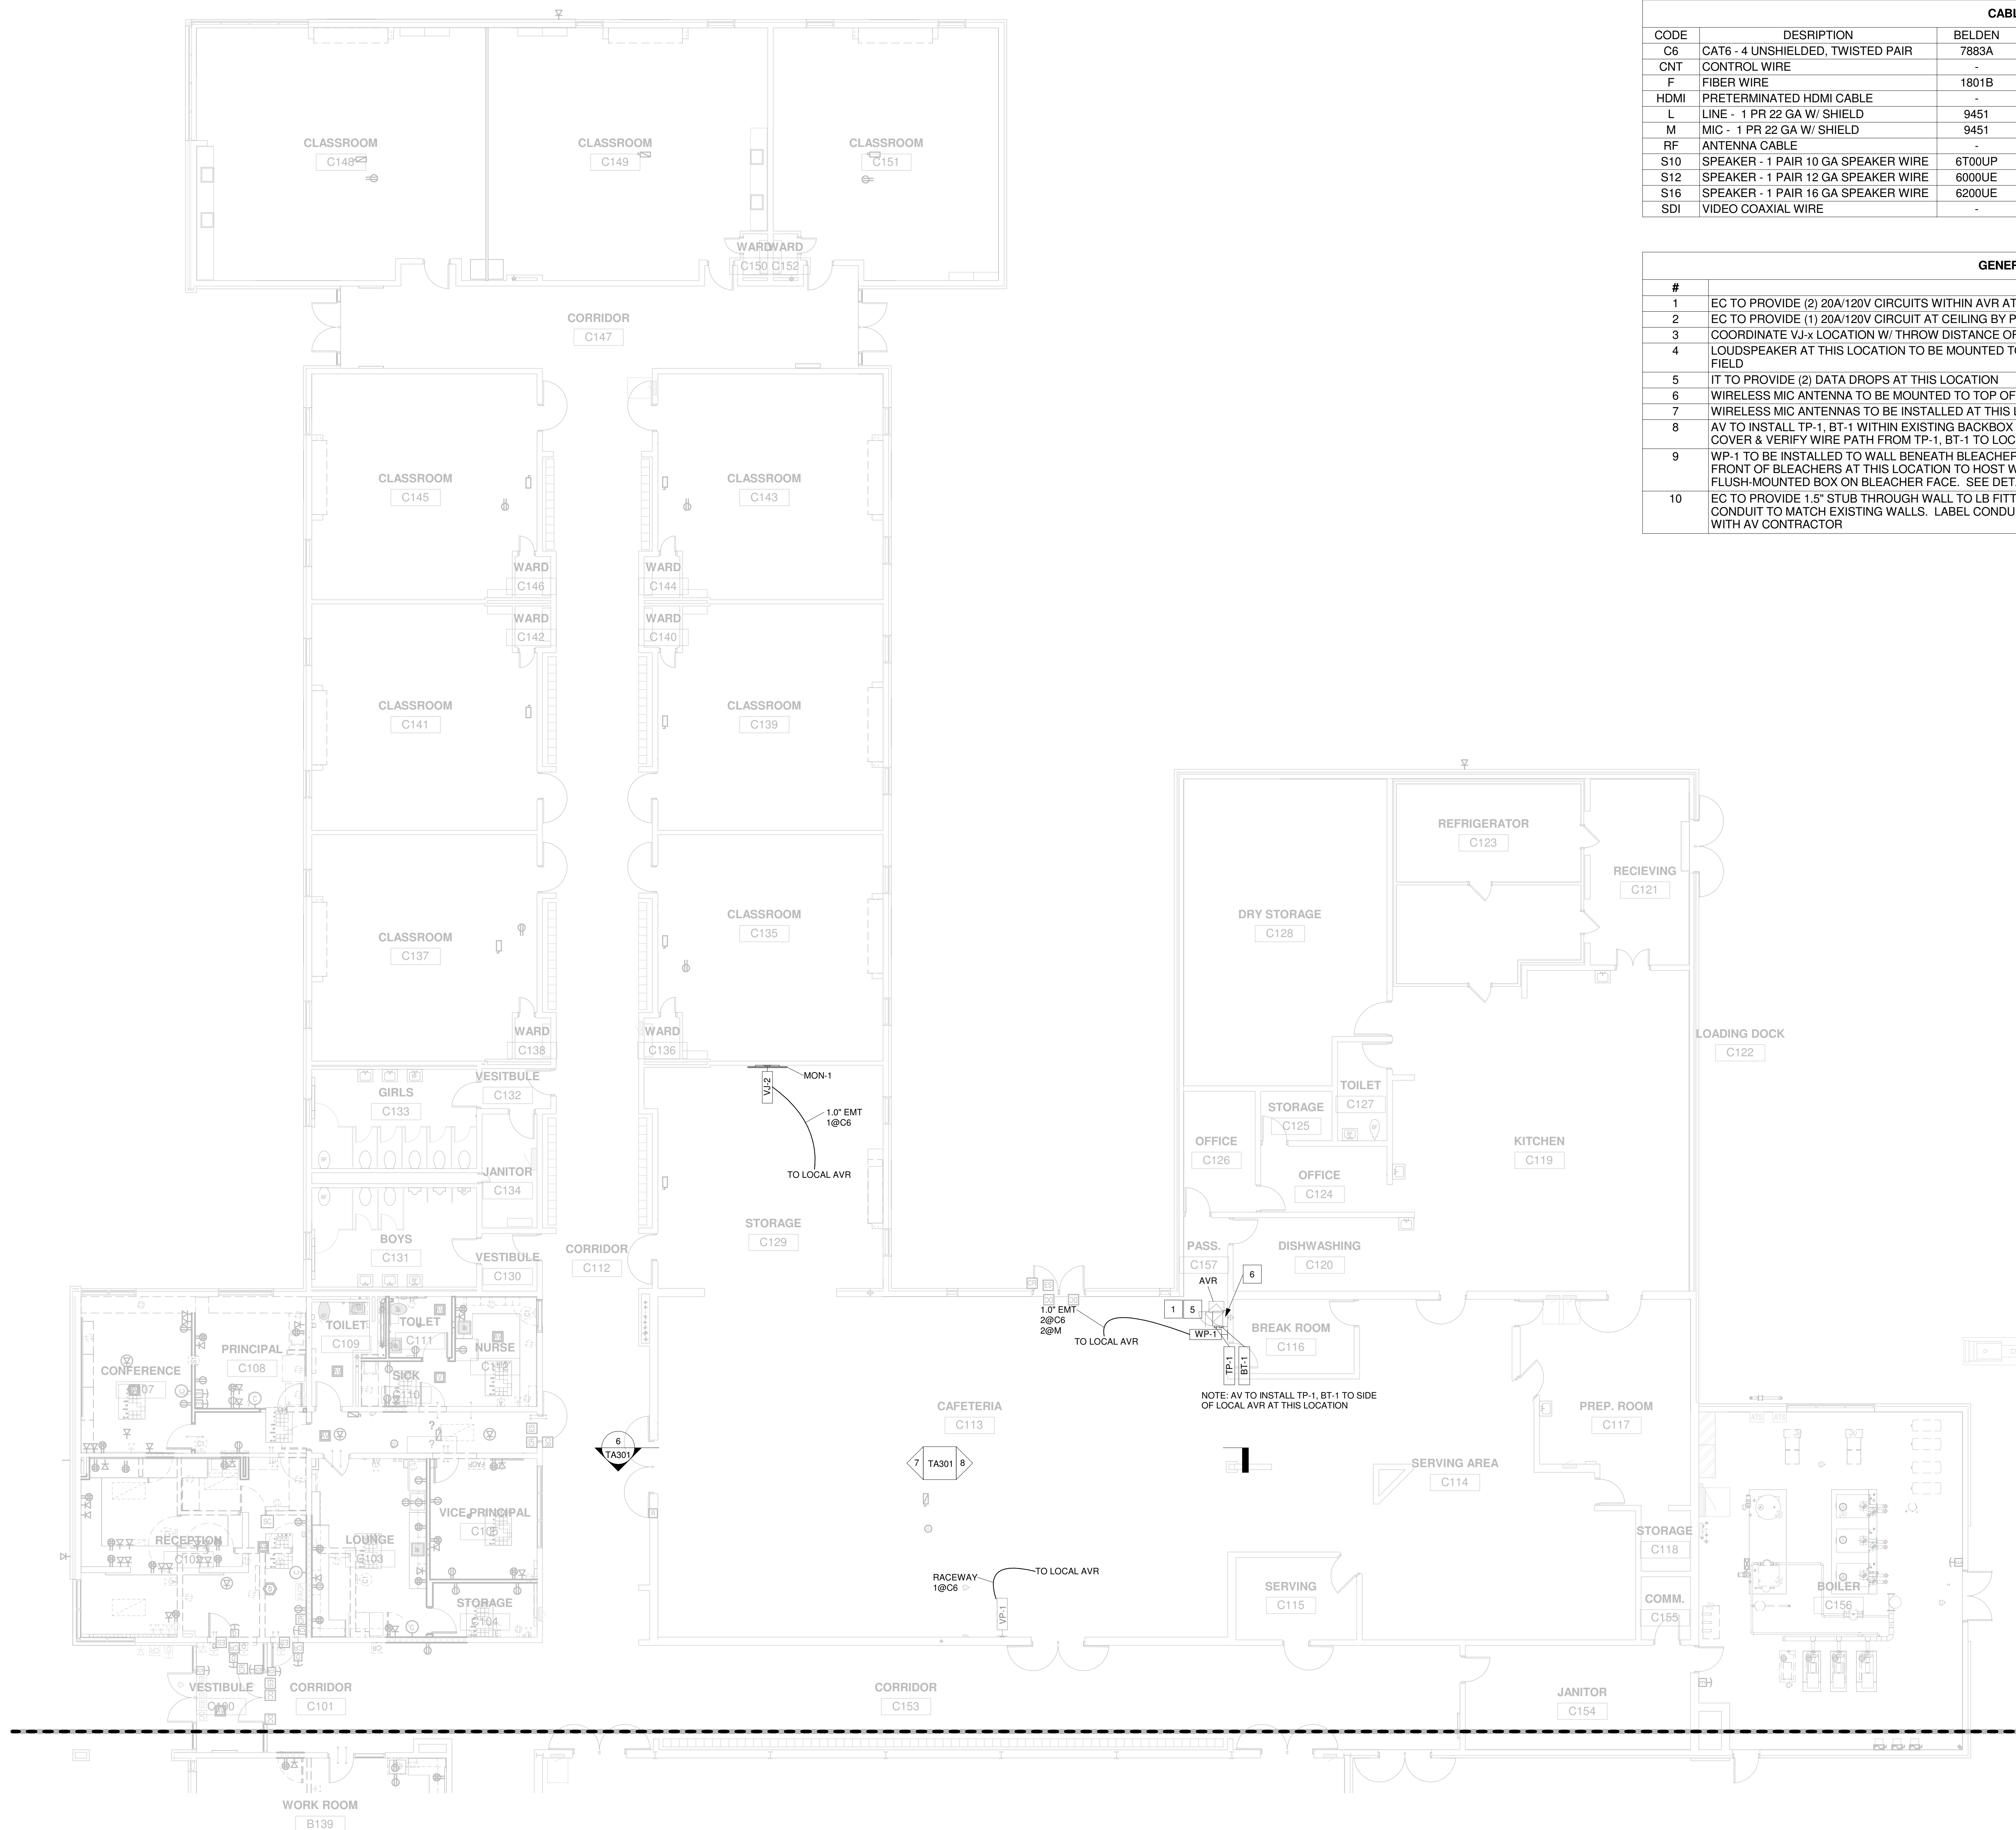 CABL
CODE DESRIPTION BELDEN
C6 CAT6 - 4 UNSHIELDED, TWISTED PAIR 7883A
CNT CONTROL WIRE -
F FIBER WIRE 1801B
HDMI PRETERMINATED HDMI CABLE -
L LINE - 1 PR 22 GA W/ SHIELD 9451
M MIC - 1 PR 22 GA W/ SHIELD 9451
RF ANTENNA CABLE -
S10 SPEAKER - 1 PAIR 10 GA SPEAKER WIRE 6T00UP
S12 SPEAKER - 1 PAIR 12 GA SPEAKER WIRE 6000UE
S16 SPEAKER - 1 PAIR 16 GA SPEAKER WIRE 6200UE
SDI VIDEO COAXIAL WIRE -
GENER
#
1 EC TO PROVIDE (2) 20A/120V CIRCUITS WITHIN AVR AT
2 EC TO PROVIDE (1) 20A/120V CIRCUIT AT CEILING BY P
3 COORDINATE VJ-x LOCATION W/ THROW DISTANCE OF
4 LOUDSPEAKER AT THIS LOCATION TO BE MOUNTED TO
FIELD
5 IT TO PROVIDE (2) DATA DROPS AT THIS LOCATION
6 WIRELESS MIC ANTENNA TO BE MOUNTED TO TOP OF
7 WIRELESS MIC ANTENNAS TO BE INSTALLED AT THIS L
8 AV TO INSTALL TP-1, BT-1 WITHIN EXISTING BACKBOX
COVER & VERIFY WIRE PATH FROM TP-1, BT-1 TO LOC
9 WP-1 TO BE INSTALLED TO WALL BENEATH BLEACHER
FRONT OF BLEACHERS AT THIS LOCATION TO HOST W
FLUSH-MOUNTED BOX ON BLEACHER FACE. SEE DET
10 EC TO PROVIDE 1.5" STUB THROUGH WALL TO LB FITT
CONDUIT TO MATCH EXISTING WALLS. LABEL CONDU
WITH AV CONTRACTOR
CLASSROOM
C148
CLASSROOM
C149
CLASSROOM
C151
WARD
C150
WARD
C152
CORRIDOR
C147
CLASSROOM
C145
CLASSROOM
C143
WARD
C146
WARD
C144
WARD
C142
WARD
C140
CLASSROOM
C141
CLASSROOM
C139
CLASSROOM
C137
CLASSROOM
C135
WARD
C138
WARD
C136
REFRIGERATOR
C123
RECIEVING
C121
DRY STORAGE
C128
LOADING DOCK
C122
GIRLS
C133
VESITBULE
C132
MON-1
VJ-2
1.0" EMT
1@C6
TO LOCAL AVR
TOILET
C127
STORAGE
C125
OFFICE
C126
OFFICE
C124
KITCHEN
C119
JANITOR
C134
BOYS
C131
VESTIBULE
C130
CORRIDOR
C112
STORAGE
C129
PASS.
C157
DISHWASHING
C120
AVR
6
1 5
1.0" EMT
2@C6
2@M
TO LOCAL AVR
WP-1
TP-1
BT-1
BREAK ROOM
C116
NOTE: AV TO INSTALL TP-1, BT-1 TO SIDE
OF LOCAL AVR AT THIS LOCATION
TOILET
C109
TOILET
C111
NURSE
PRINCIPAL
C108
CONFERENCE
SICK
CAFETERIA
C113
PREP. ROOM
C117
6
TA301
7 TA301 8
SERVING AREA
C114
ATS ATS
VICE PRINCIPAL
C105
RECEPTION
C102
LOUNGE
C103
STORAGE
C104
STORAGE
C118
COMM.
C155
SERVING
C115
BOILER
C156
RACEWAY
1@C6
TO LOCAL AVR
VP-1
VESTIBULE
C100
CORRIDOR
C101
CORRIDOR
C153
JANITOR
C154
WORK ROOM
B139